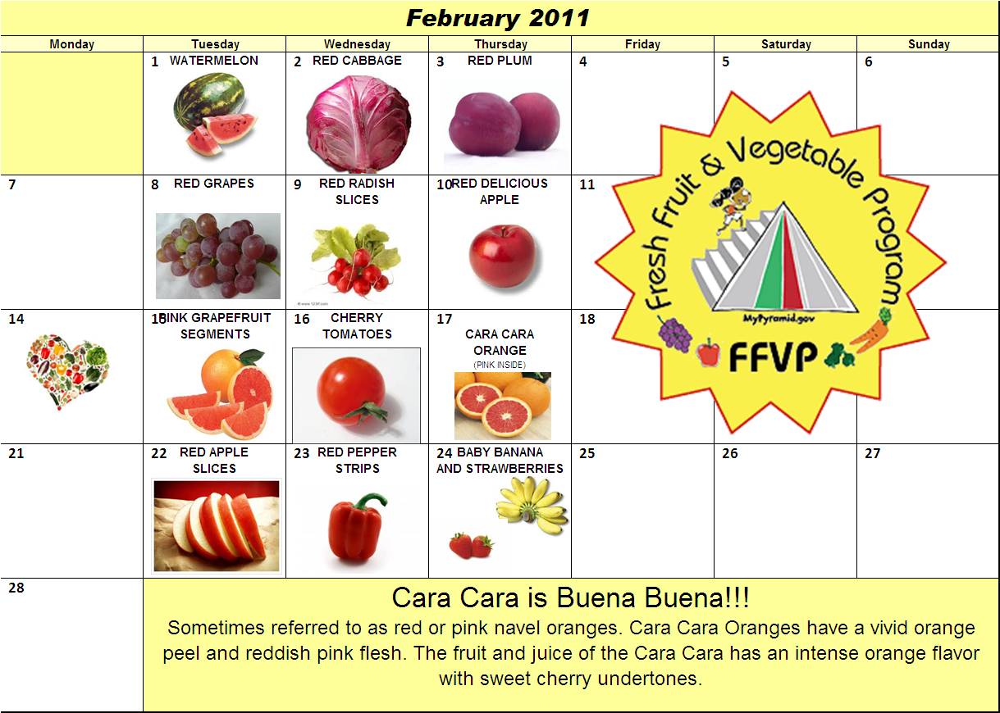 February 2011
Monday Tuesday Wednesday Thursday Friday Saturday Sunday
1 WATERMELON
2 RED CABBAGE
3 RED PLUM
4
5
6
Fresh Fruit & Vegetable Program
MyPyramid.gov
FFVP
7
8 RED GRAPES
9 RED RADISH
SLICES
© www.123rf.com
10 RED DELICIOUS
APPLE
11
14
15 PINK GRAPEFRUIT
SEGMENTS
16 CHERRY
TOMATOES
17
CARA CARA
ORANGE
(PINK INSIDE)
18
21
22 RED APPLE
SLICES
23 RED PEPPER
STRIPS
24 BABY BANANA
AND STRAWBERRIES
25
26
27
28
Cara Cara is Buena Buena!!!
Sometimes referred to as red or pink navel oranges. Cara Cara Oranges have a vivid orange
peel and reddish pink flesh. The fruit and juice of the Cara Cara has an intense orange flavor
with sweet cherry undertones.